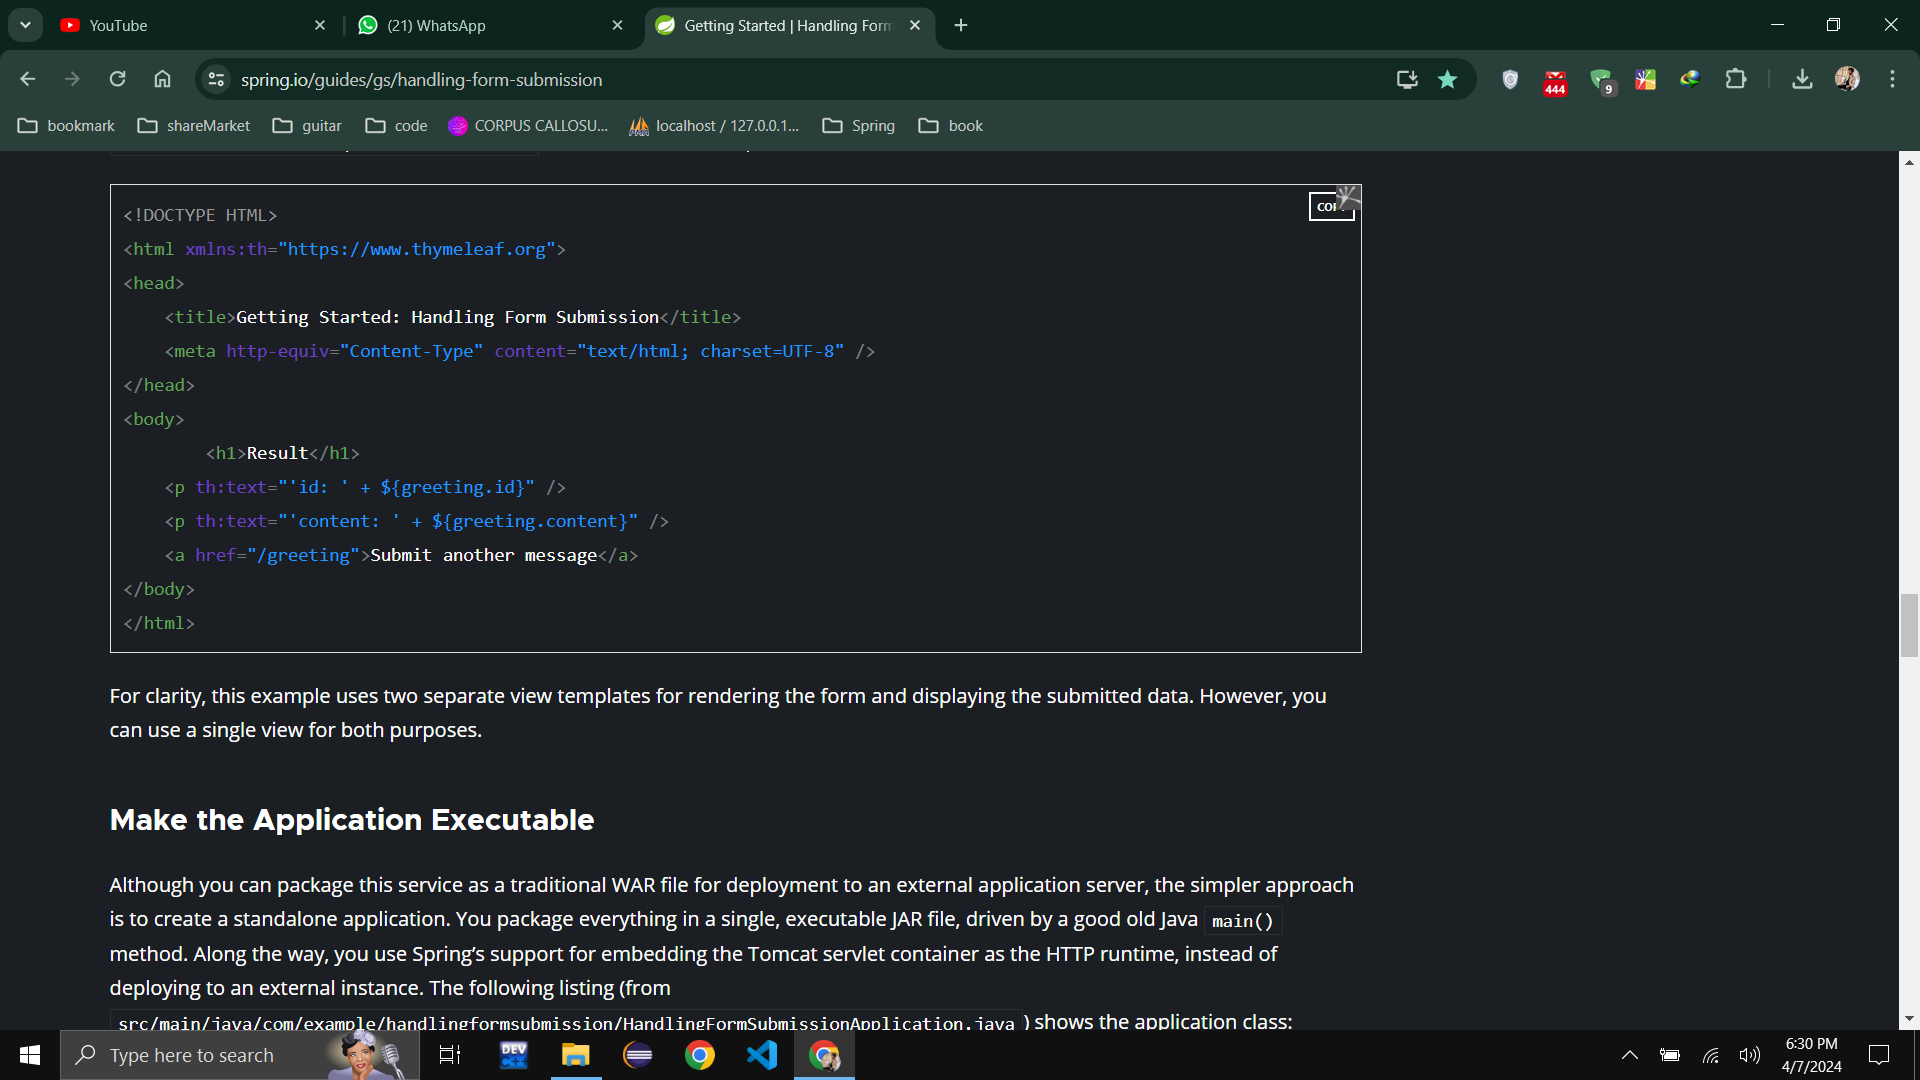 YouTube
(21) WhatsApp
Getting Started | Handling Form
spring.io/guides/gs/handling-form-submission
444
9
bookmark
shareMarket
guitar
code
CORPUS CALLOSU...
localhost / 127.0.0.1...
Spring
book
<!DOCTYPE HTML>
<html xmlns:th="https://www.thymeleaf.org">
<head>
<title>Getting Started: Handling Form Submission</title>
<meta http-equiv="Content-Type" content="text/html; charset=UTF-8" />
</head>
<body>
<h1>Result</h1>
<p th:text="'id: ' + ${greeting.id}" />
<p th:text="'content: ' + ${greeting.content}" />
<a href="/greeting">Submit another message</a>
</body>
</html>
For clarity, this example uses two separate view templates for rendering the form and displaying the submitted data. However, you
can use a single view for both purposes.
Make the Application Executable
Although you can package this service as a traditional WAR file for deployment to an external application server, the simpler approach
is to create a standalone application. You package everything in a single, executable JAR file, driven by a good old Java main()
method. Along the way, you use Spring’s support for embedding the Tomcat servlet container as the HTTP runtime, instead of
deploying to an external instance. The following listing (from
src/main/java/com/example/handlingformsubmission/HandlingFormSubmissionApplication.java ) shows the application class:
Type here to search
DEV
C++
6:30 PM
4/7/2024